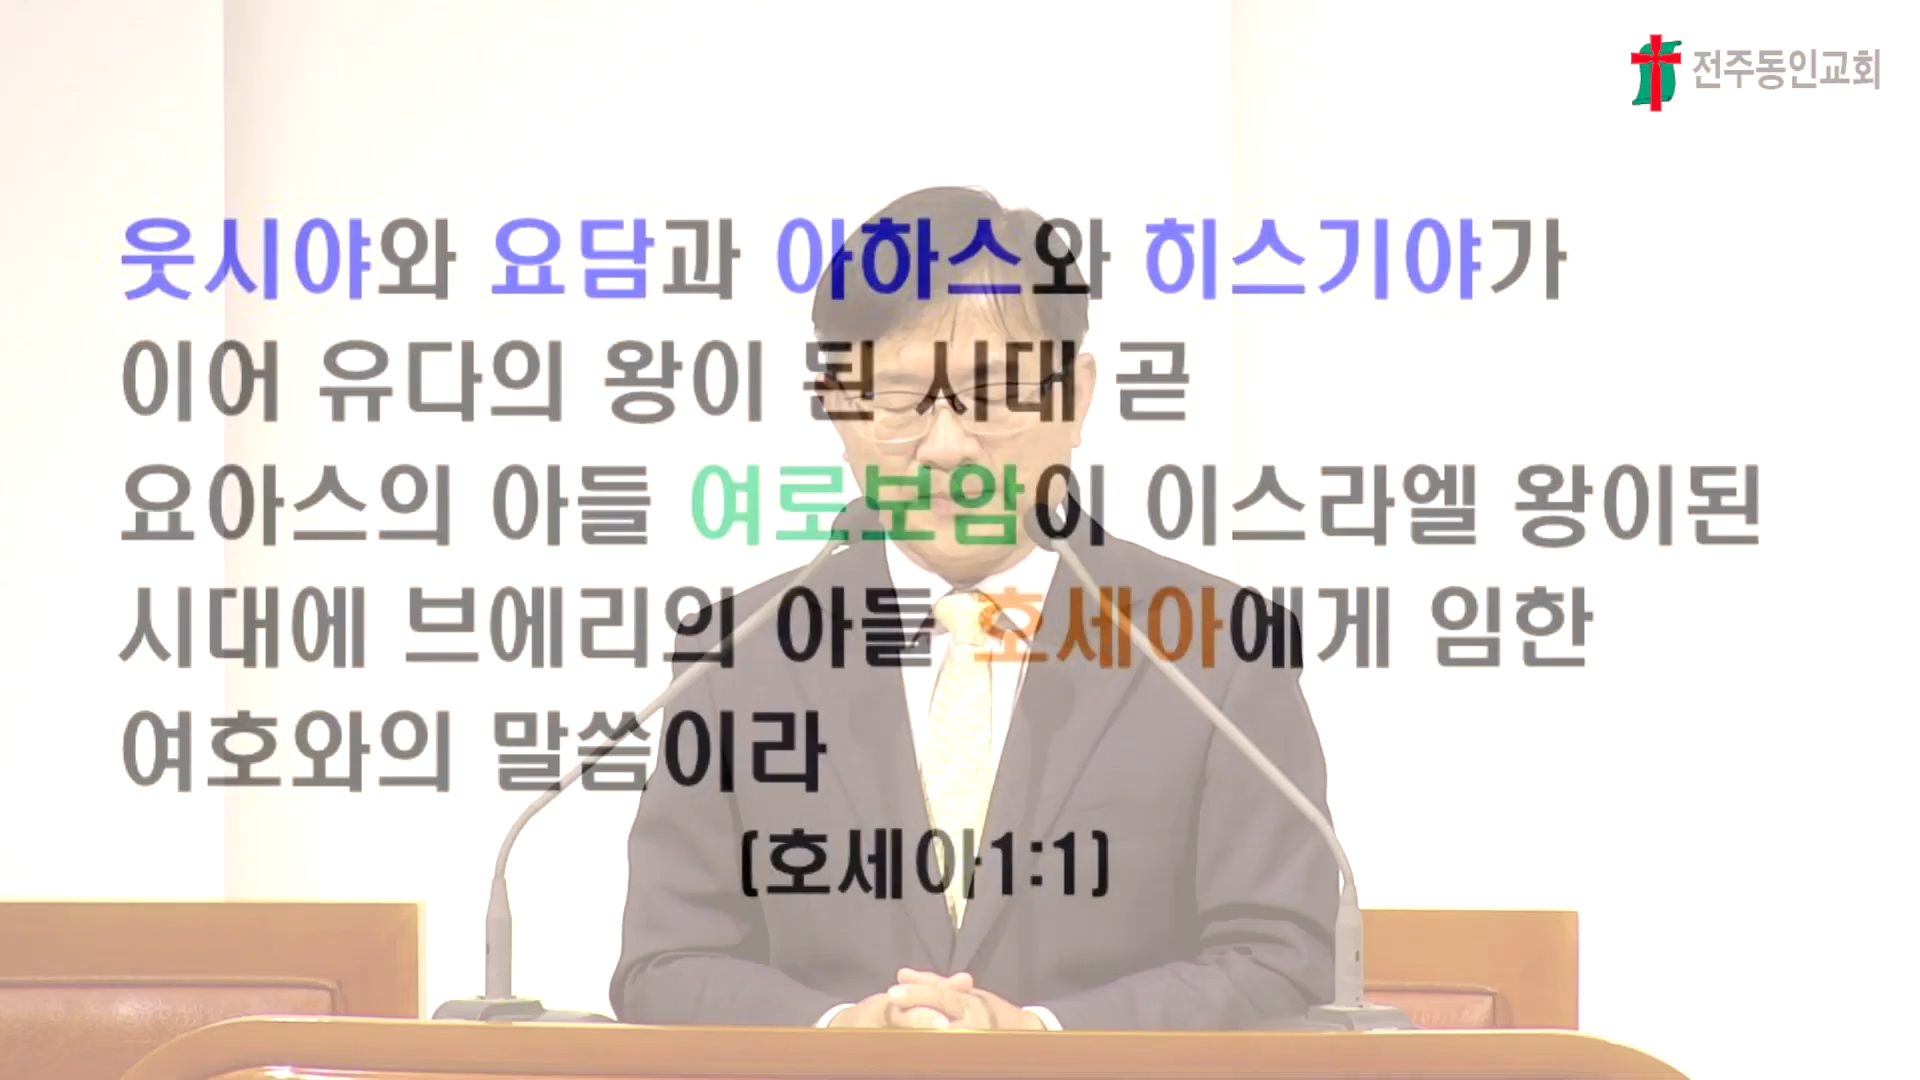 전주동인교회
웃시야와 요담과 아하스와 히스기야가
이어 유다의 왕이 된 시대 곧
요아스의 아들 여로보암이 이스라엘 왕이된
시대에 브에리의 아들 호세아에게 임한
여호와의 말씀이라
(호세아1:1)